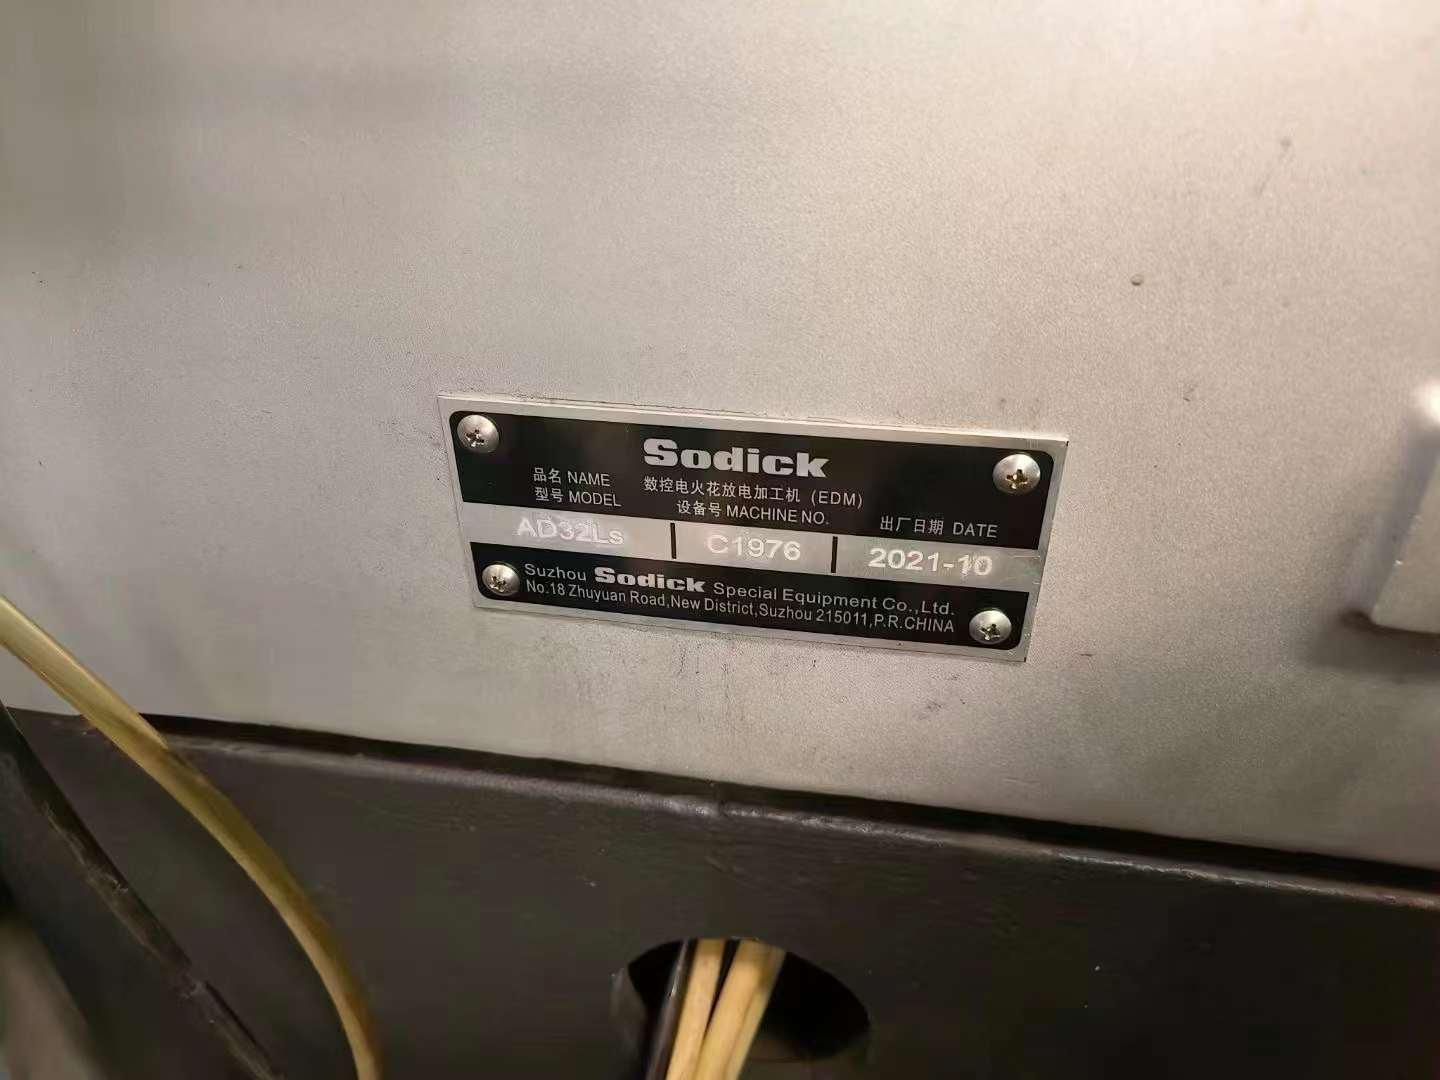 Sodick
品名 NAME 数控电火花放电加工机 (EDM)
型号 MODEL 设备号 MACHINE NO. 出厂日期 DATE
AD32Ls C1976 2021-10
Suzhou Sodick Special Equipment Co.,Ltd.
No.18 Zhuyuan Road,New District,Suzhou 215011,P.R.CHINA